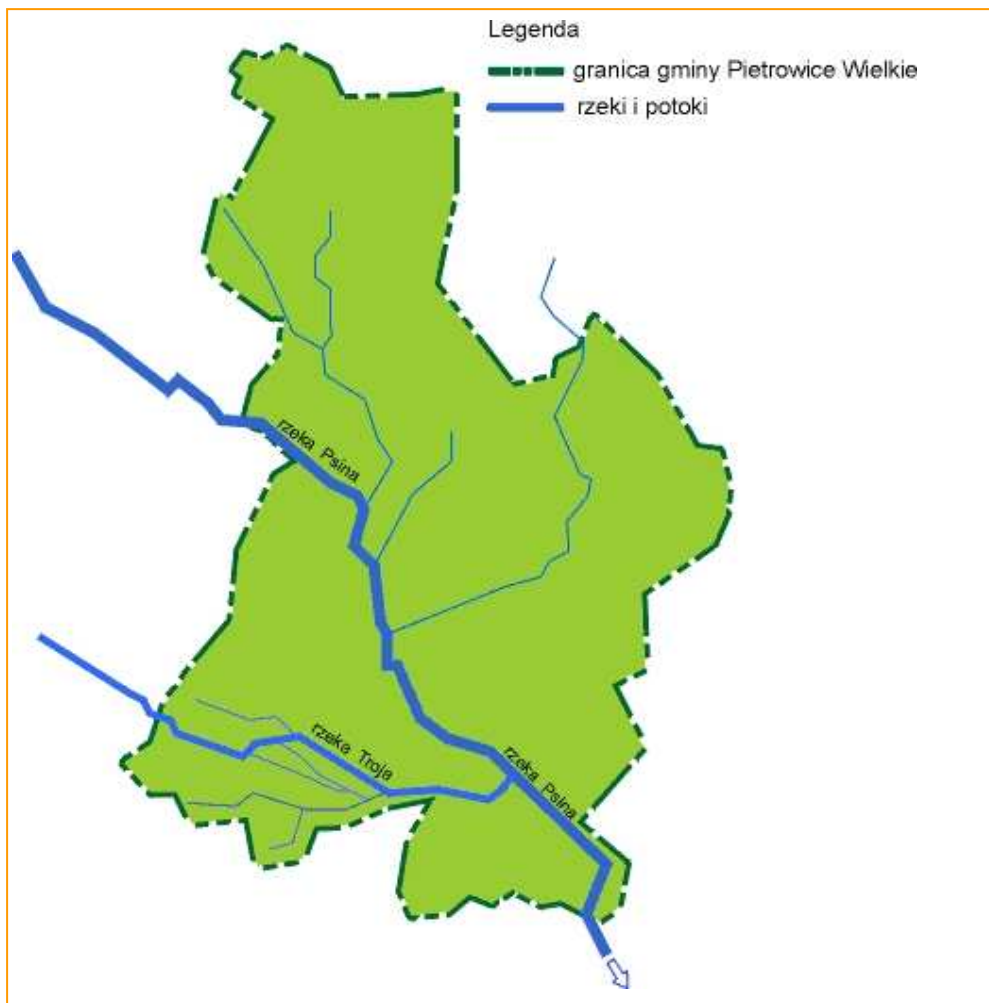 Legenda
granica gminy Pietrowice Wielkie
rzeki i potoki
rzeka Psina
rzeka Troja
rzeka Psina